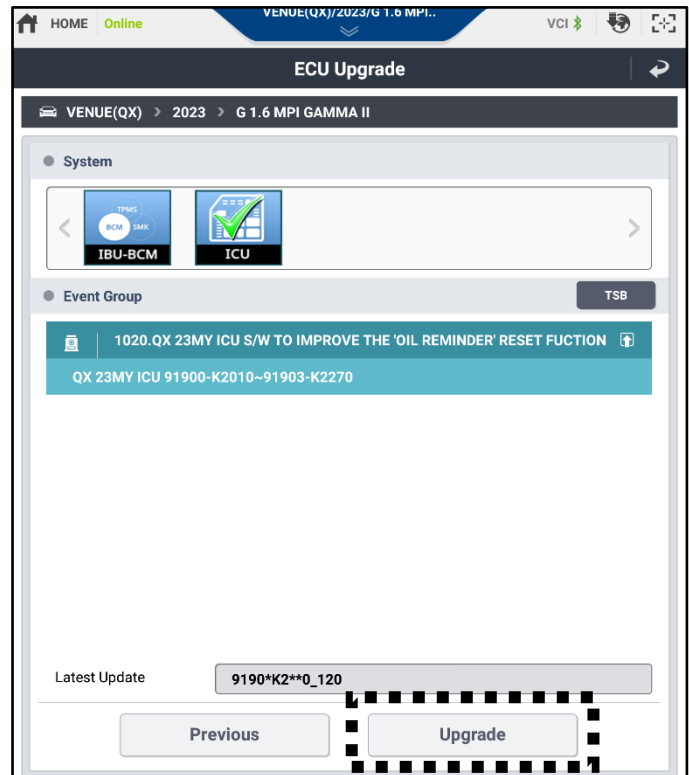 HOME Online VENUE(QX)/2023/G 1.6 MPI.. VCI
ECU Upgrade
VENUE(QX) > 2023 > G 1.6 MPI GAMMA II
System
TPMS
BCM SMK
IBU-BCM ICU
Event Group TSB
1020.QX 23MY ICU S/W TO IMPROVE THE 'OIL REMINDER' RESET FUCTION
QX 23MY ICU 91900-K2010~91903-K2270
Latest Update 9190*K2**0_120
Previous Upgrade